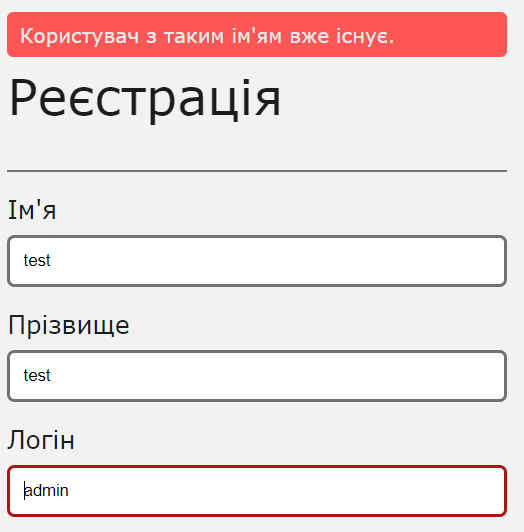 Користувач з таким ім'ям вже існує.
Реєстрація
Ім'я
test
Прізвище
test
Логін
admin